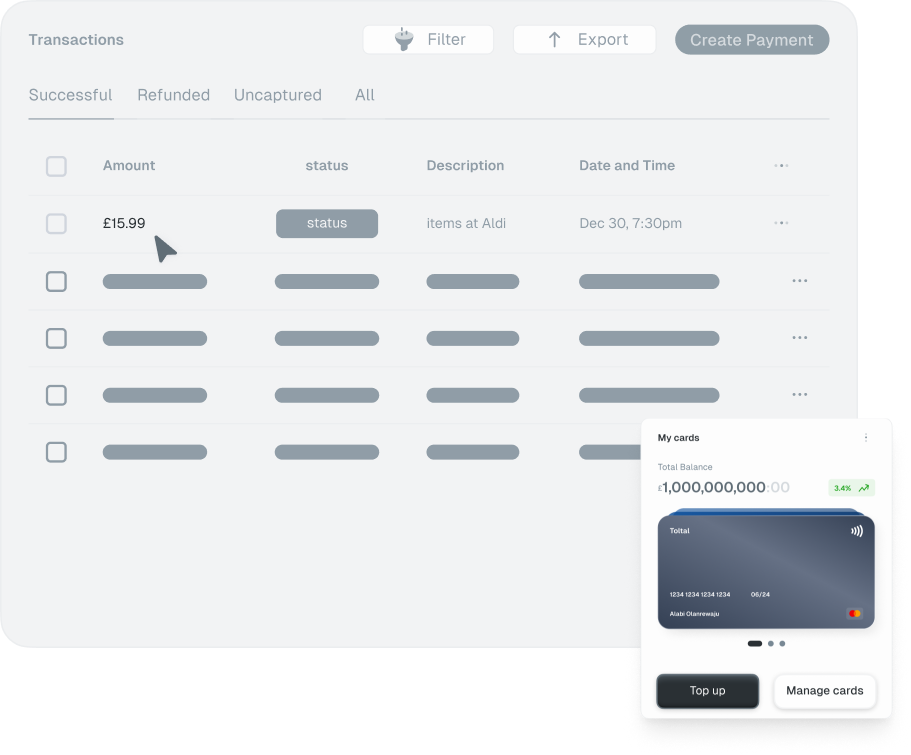 Transactions
Filter
Export
Create Payment
Successful Refunded Uncaptured All
Amount status Description Date and Time
£15.99 status items at Aldi Dec 30, 7:30pm
My cards
Total Balance
£1,000,000,000:00
3.4%
Toltal
1234 1234 1234 1234 06/24
Alabi Olanrewaju
Top up
Manage cards